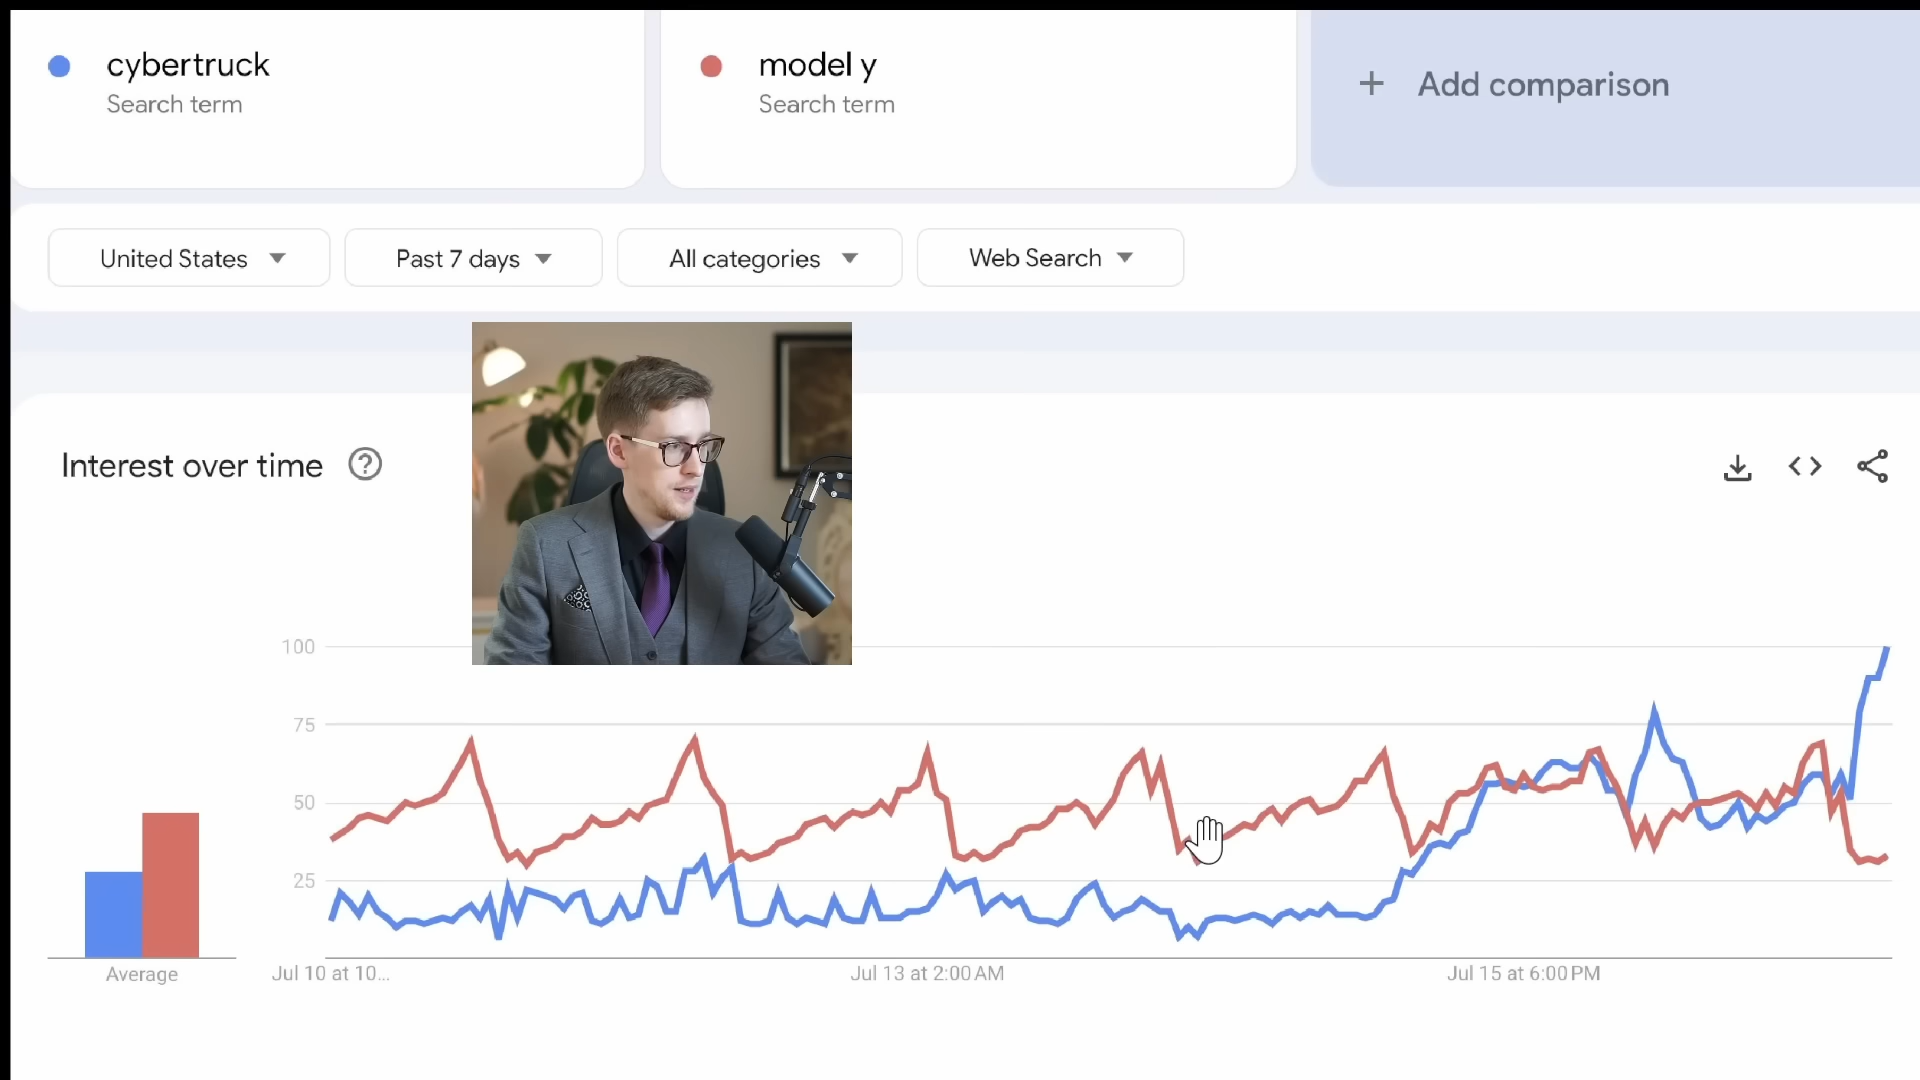 cybertruck
Search term
model y
Search term
+ Add comparison
United States
Past 7 days
All categories
Web Search
Interest over time
100
75
50
25
Average
Jul 10 at 10...
Jul 13 at 2:00 AM
Jul 15 at 6:00 PM